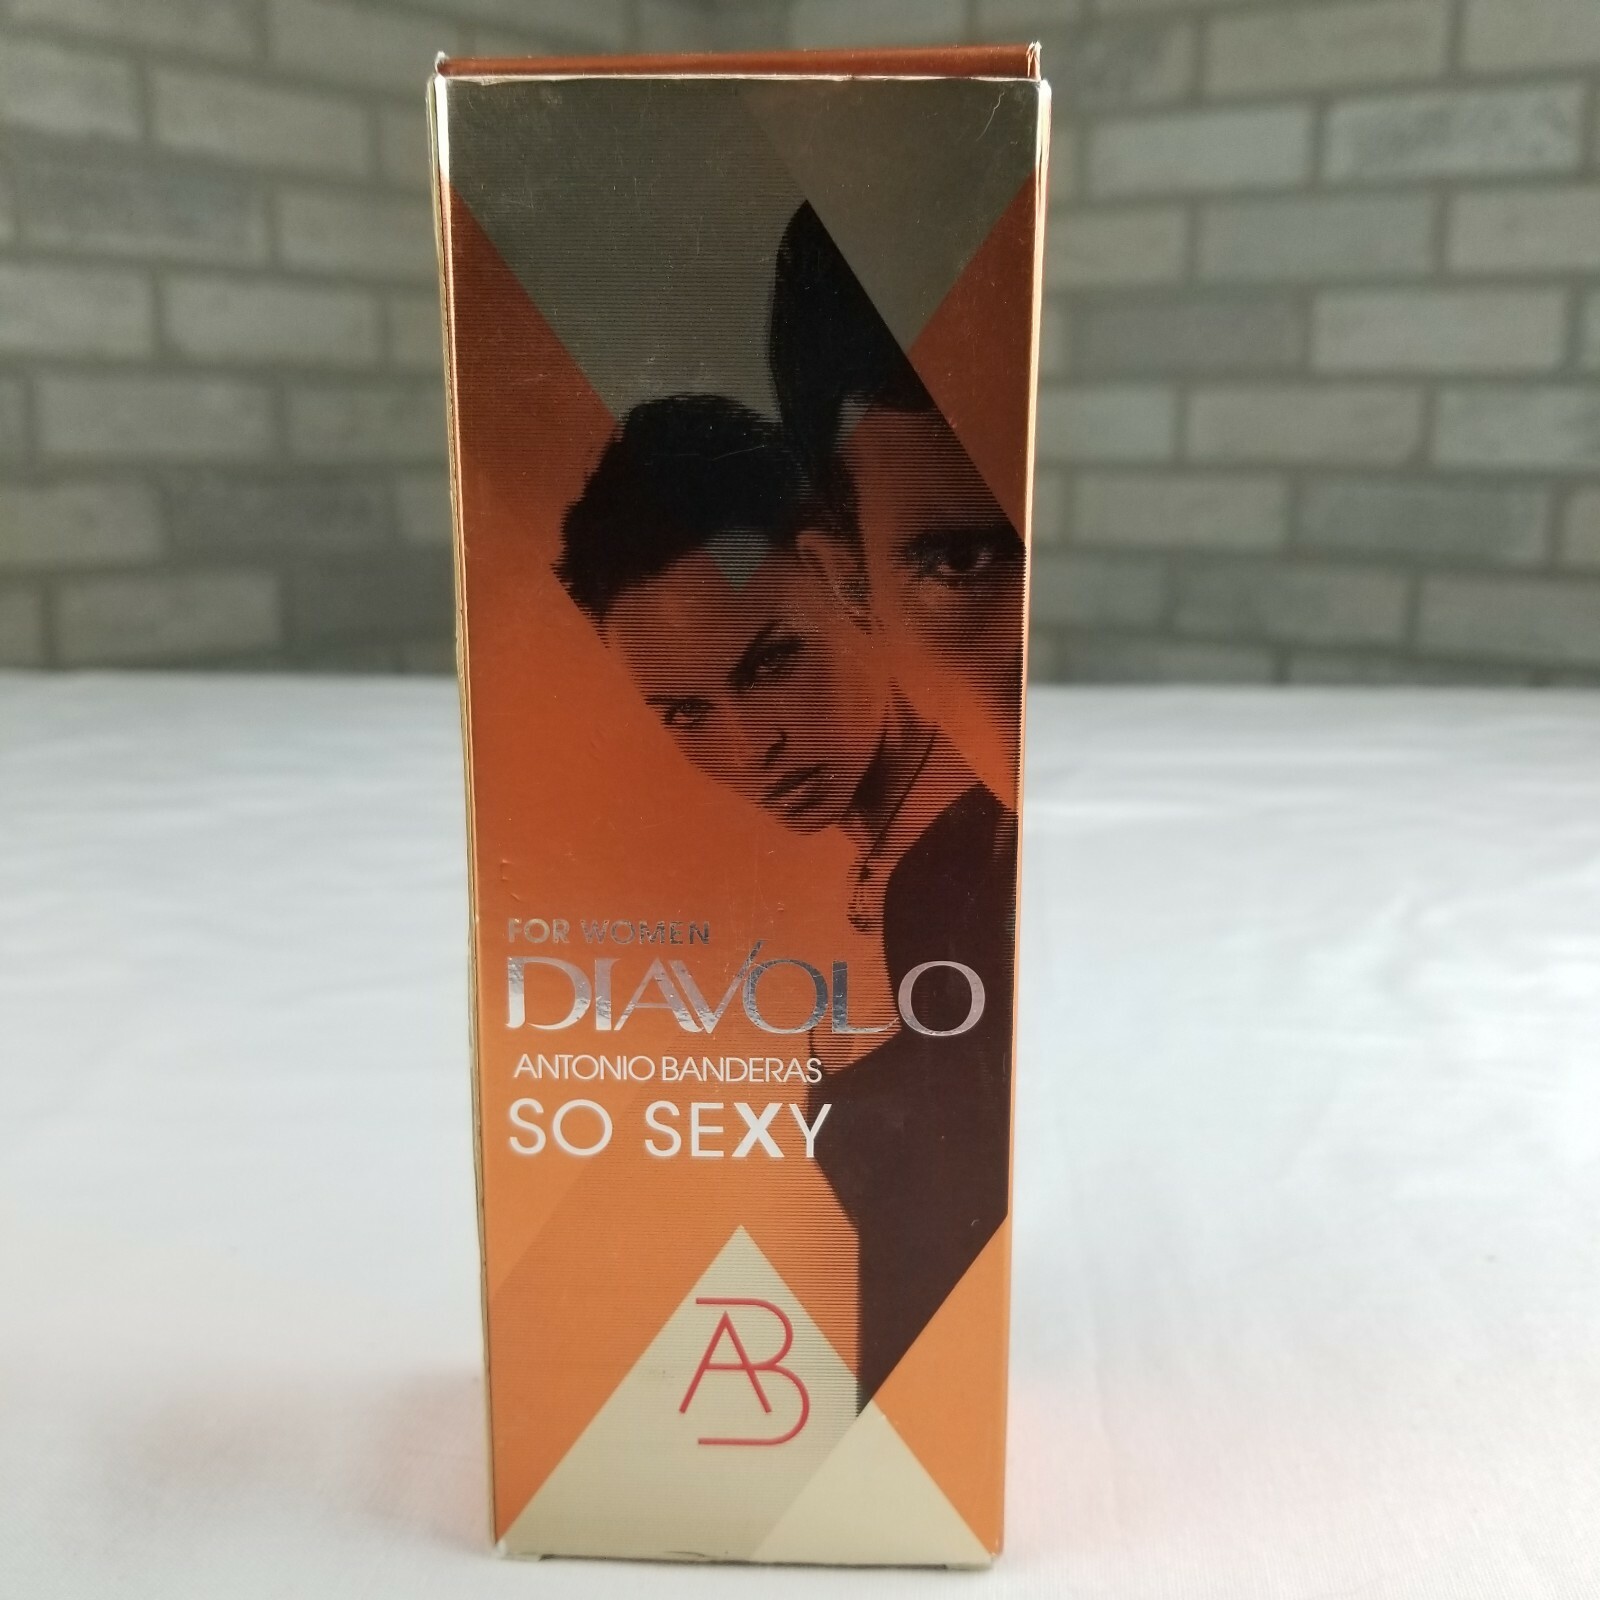 FOR WOMEN
DIAVOLO
ANTONIO BANDERAS
SO SEXY
AB